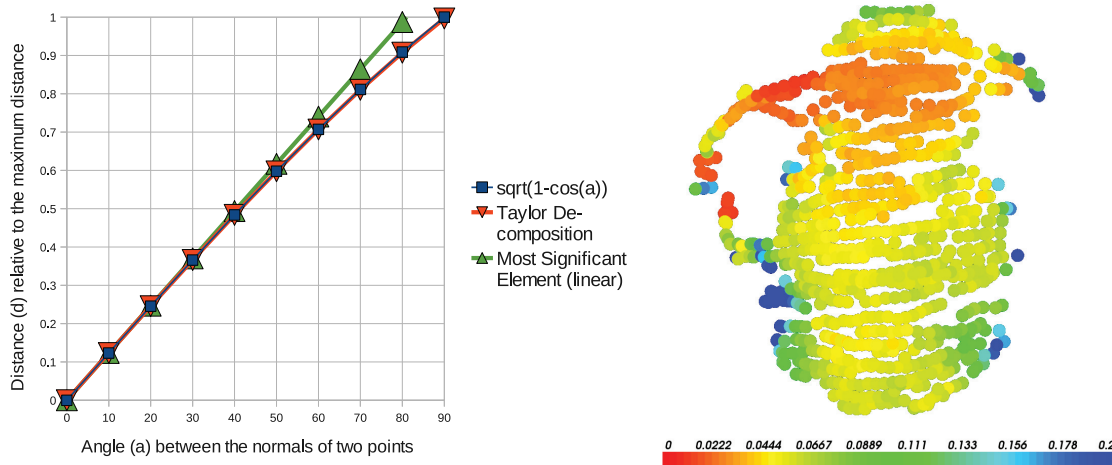 1
0.9
0.8
0.7
0.6
0.5
0.4
0.3
0.2
0.1
0
0 10 20 30 40 50 60 70 80 90
Distance (d) relative to the maximum distance
Angle (a) between the normals of two points
sqrt(1-cos(a))
Taylor De-
composition
Most Significant
Element (linear)
0 0.0222 0.0444 0.0667 0.0889 0.111 0.133 0.156 0.178